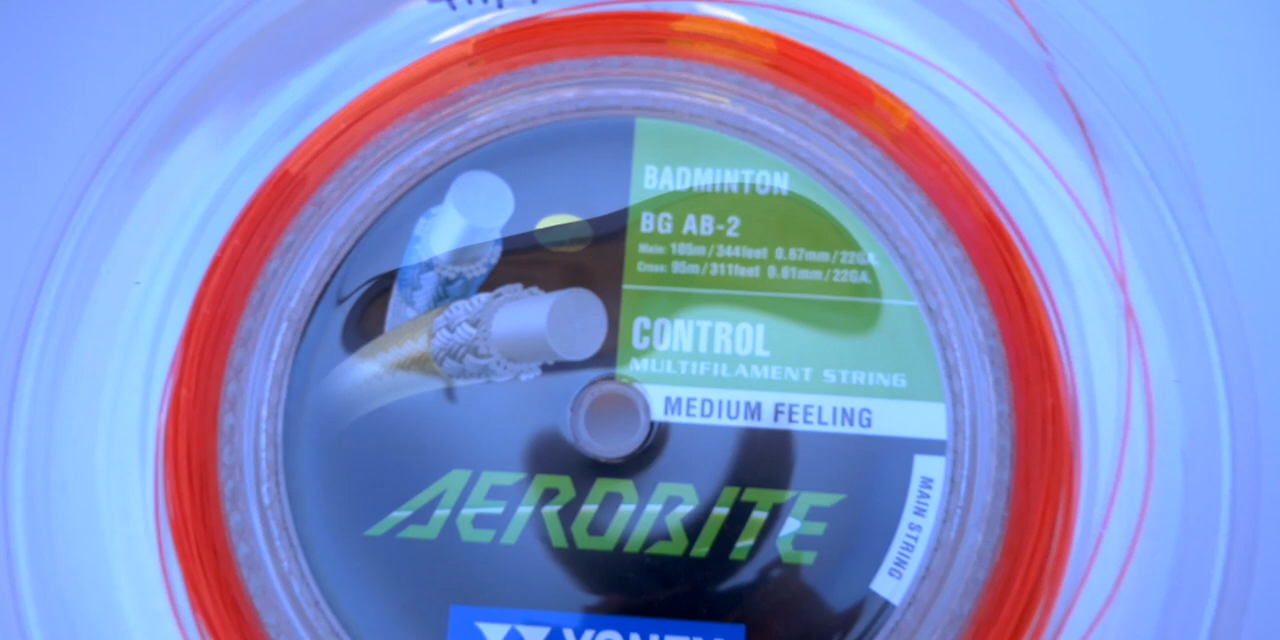 BADMINTON
BG AB-2
Main: 105m/344feet 0.67mm/22GA.
Cross: 95m/311feet 0.61mm/22GA.
CONTROL
MULTIFILAMENT STRING
MEDIUM FEELING
AEROBITE
MAIN STRING
YONEX